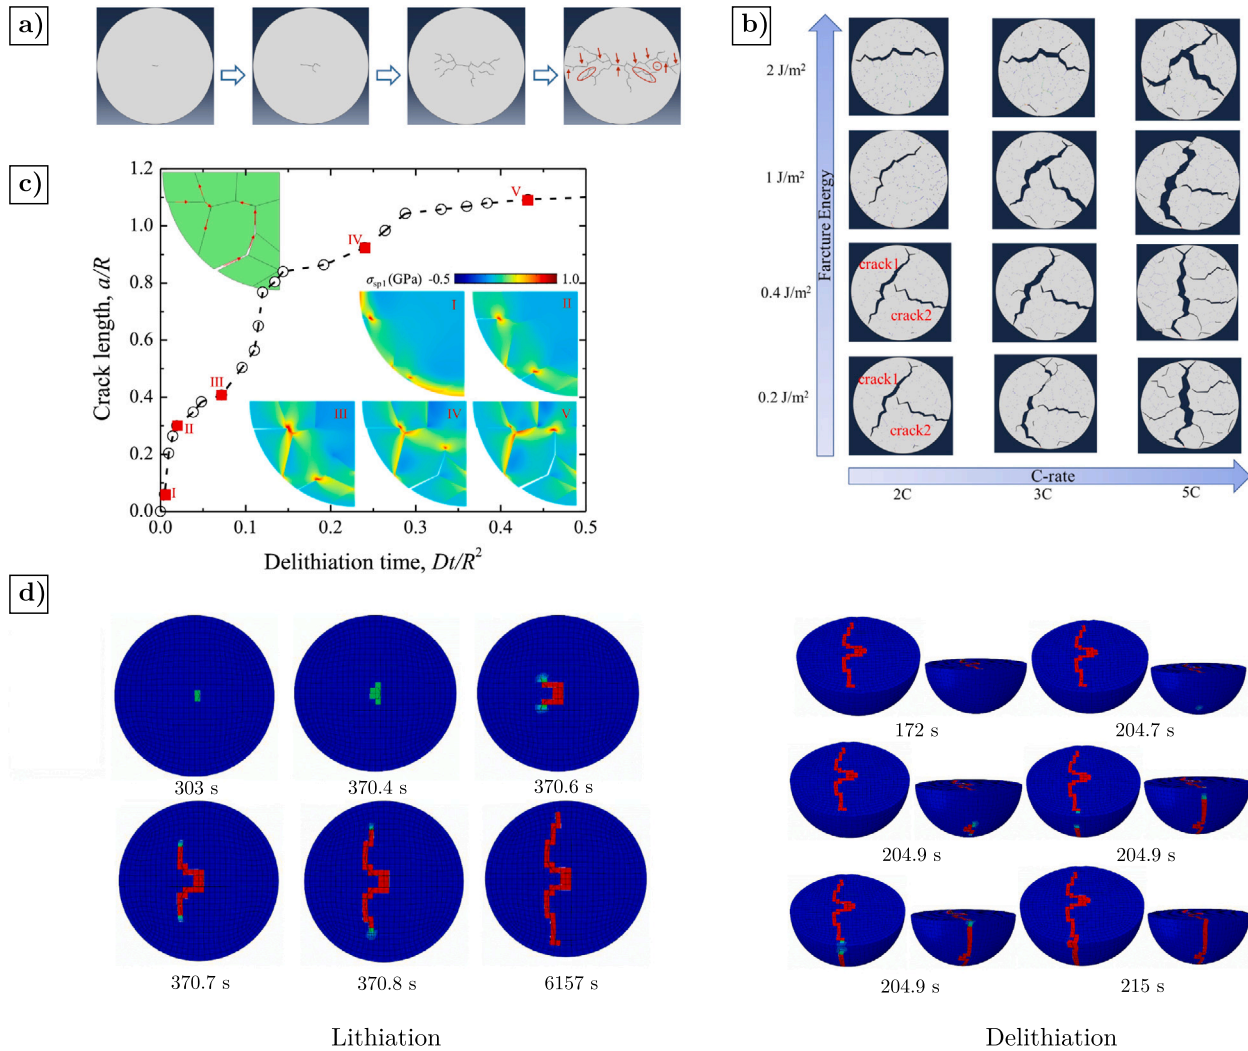 a)
b)
Farcture Energy
2 J/m²
1 J/m²
0.4 J/m²
0.2 J/m²
crack1
crack2
crack1
crack2
C-rate
2C
3C
5C
c)
Crack length, a/R
1.2
1.0
0.8
0.6
0.4
0.2
0.0
0.0
0.1
0.2
0.3
0.4
0.5
Delithiation time, Dt/R²
I
II
III
IV
V
σsp1(GPa) -0.5 1.0
I
II
III
IV
V
d)
303 s
370.4 s
370.6 s
370.7 s
370.8 s
6157 s
Lithiation
172 s
204.7 s
204.9 s
204.9 s
204.9 s
215 s
Delithiation